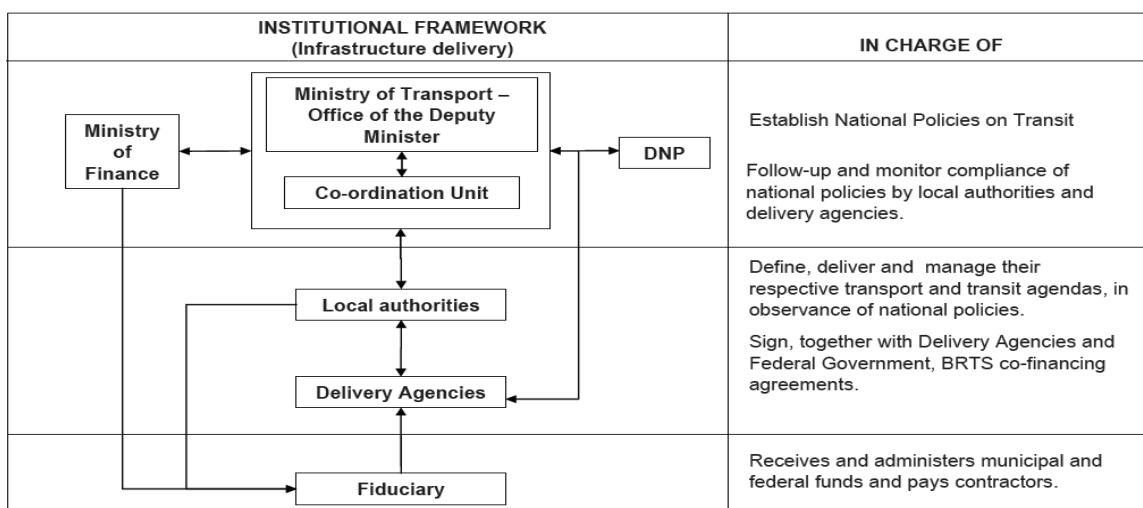 INSTITUTIONAL FRAMEWORK
(Infrastructure delivery)
IN CHARGE OF
Ministry of Transport –
Office of the Deputy
Minister
Ministry
of
Finance
DNP
Co-ordination Unit
Establish National Policies on Transit
Follow-up and monitor compliance of
national policies by local authorities and
delivery agencies.
Local authorities
Delivery Agencies
Define, deliver and manage their
respective transport and transit agendas, in
observance of national policies.
Sign, together with Delivery Agencies and
Federal Government, BRTS co-financing
agreements.
Fiduciary
Receives and administers municipal and
federal funds and pays contractors.